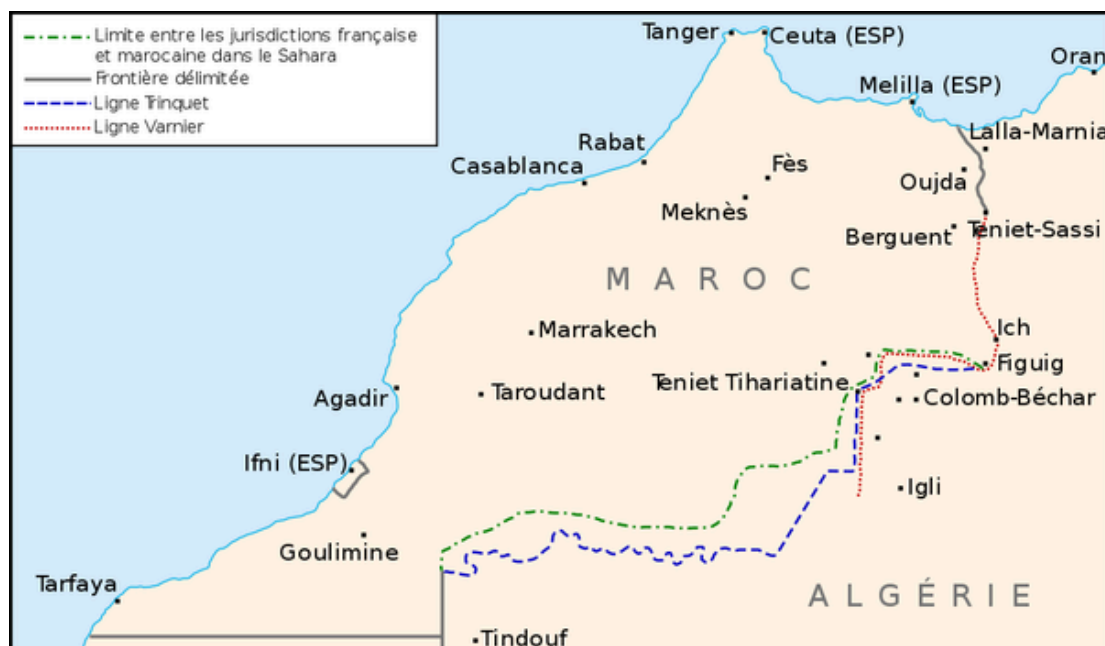 Limite entre les jurisdictions française
et marocaine dans le Sahara
Frontière délimitée
Ligne Trinquet
Ligne Varnier
Tanger
Ceuta (ESP)
Oran
Melilla (ESP)
Lalla-Marnia
Rabat
Casablanca
Fès
Oujda
Meknès
Berguent
Teniet-Sassi
MAROC
Marrakech
Ich
Figuig
Teniet Tihariatine
Taroudant
Agadir
Colomb-Béchar
Ifni (ESP)
Igli
Goulimine
Tarfaya
ALGÉRIE
Tindouf